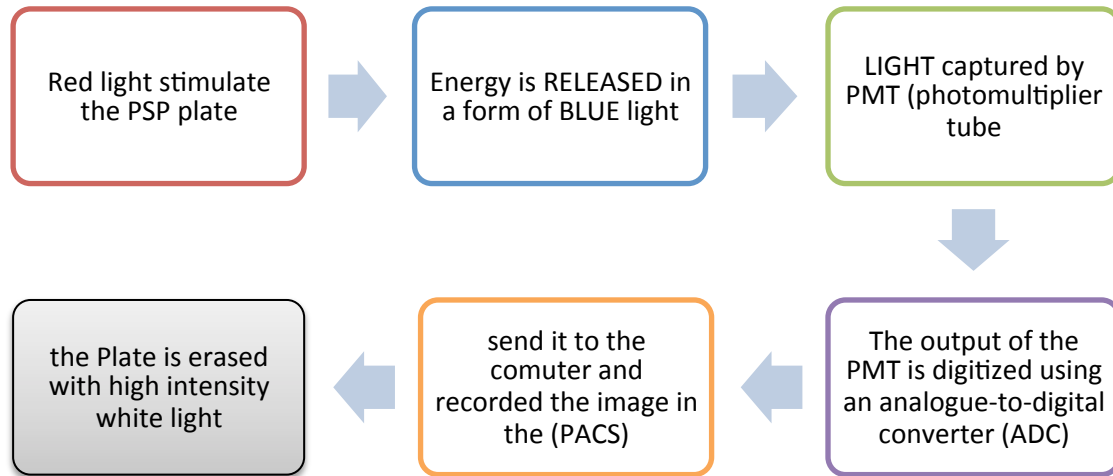 Red light stimulate
the PSP plate
Energy is RELEASED in
a form of BLUE light
LIGHT captured by
PMT (photomultiplier
tube
The output of the
PMT is digitized using
an analogue-to-digital
converter (ADC)
send it to the
comuter and
recorded the image in
the (PACS)
the Plate is erased
with high intensity
white light